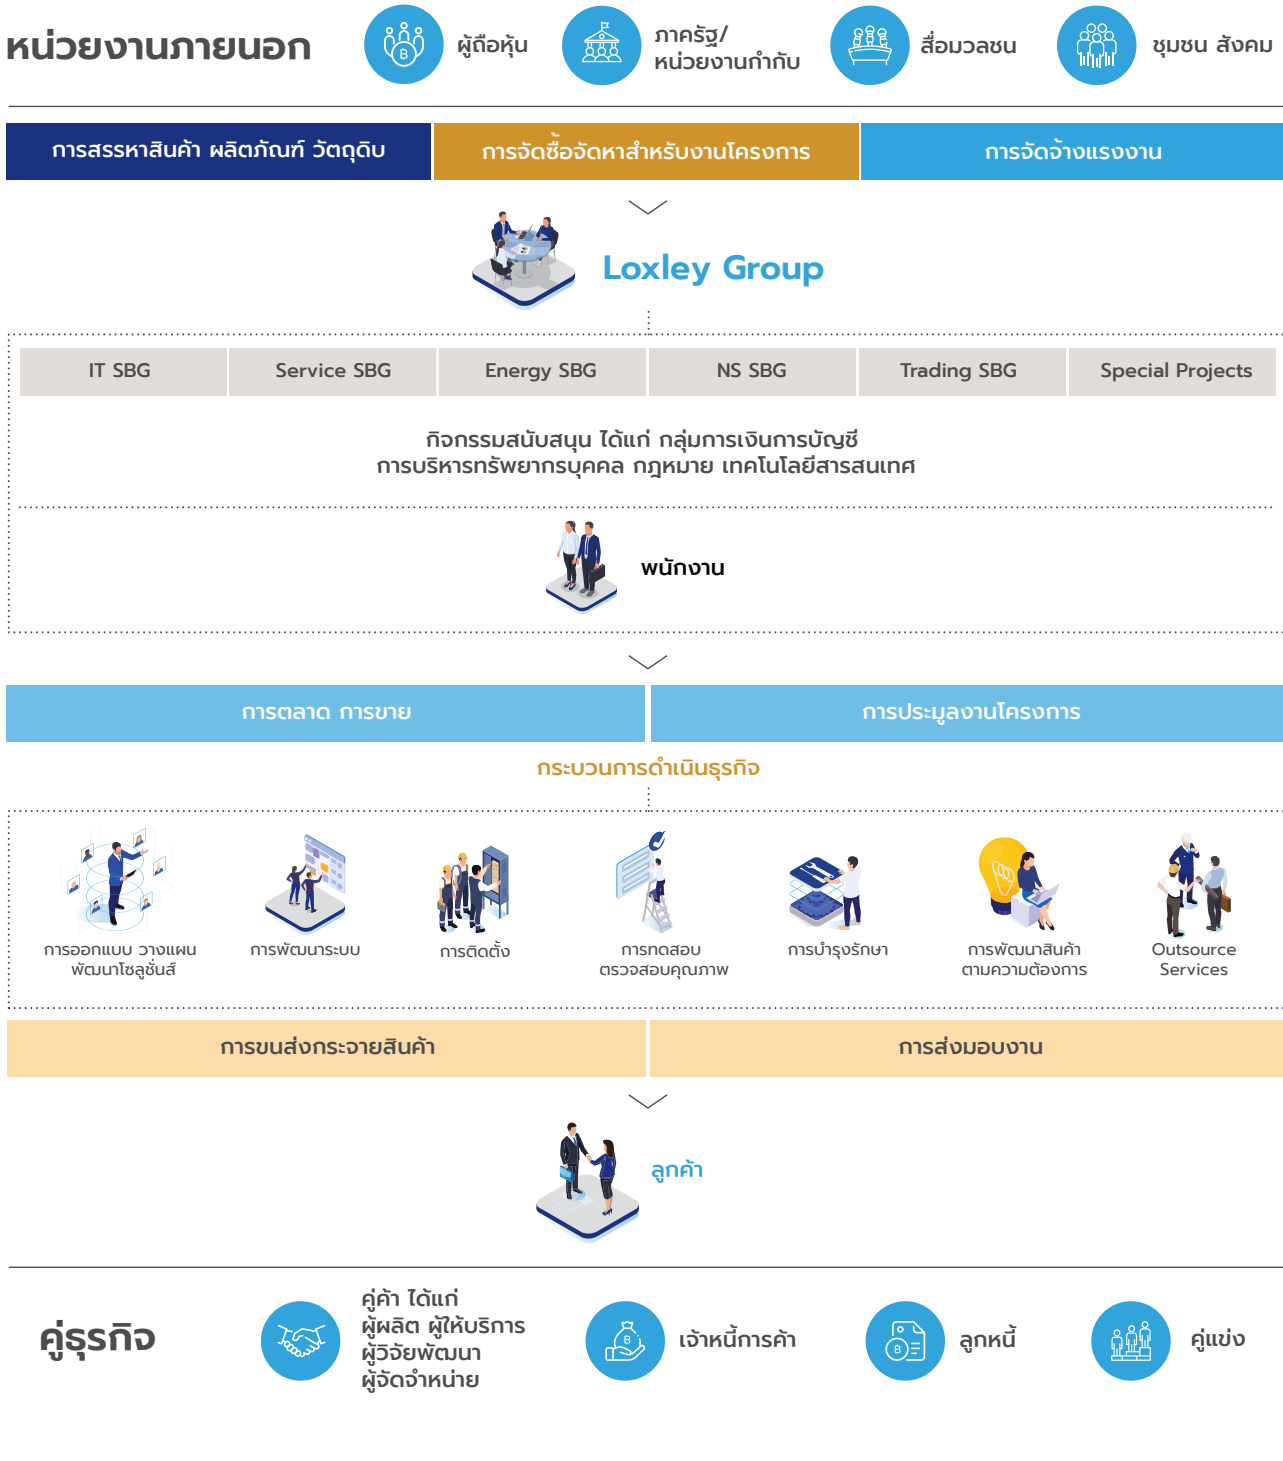 หน่วยงานภายนอก
ผู้ถือหุ้น
ภาครัฐ/
หน่วยงานกำกับ
สื่อมวลชน
ชุมชน สังคม
การสรรหาสินค้า ผลิตภัณฑ์ วัตถุดิบ
การจัดซื้อจัดหาสำหรับงานโครงการ
การจัดจ้างแรงงาน
Loxley Group
IT SBG
Service SBG
Energy SBG
NS SBG
Trading SBG
Special Projects
กิจกรรมสนับสนุน ได้แก่ กลุ่มการเงินการบัญชี
การบริหารทรัพยากรบุคคล กฎหมาย เทคโนโลยีสารสนเทศ
พนักงาน
การตลาด การขาย
การประมูลงานโครงการ
กระบวนการดำเนินธุรกิจ
การออกแบบ วางแผน
พัฒนาโซลูชั่นส์
การพัฒนาระบบ
การติดตั้ง
การทดสอบ
ตรวจสอบคุณภาพ
การบำรุงรักษา
การพัฒนาสินค้า
ตามความต้องการ
Outsource
Services
การขนส่งกระจายสินค้า
การส่งมอบงาน
ลูกค้า
คู่ธุรกิจ
คู่ค้า ได้แก่
ผู้ผลิต ผู้ให้บริการ
ผู้วิจัยพัฒนา
ผู้จัดจำหน่าย
เจ้าหนี้การค้า
ลูกหนี้
คู่แข่ง